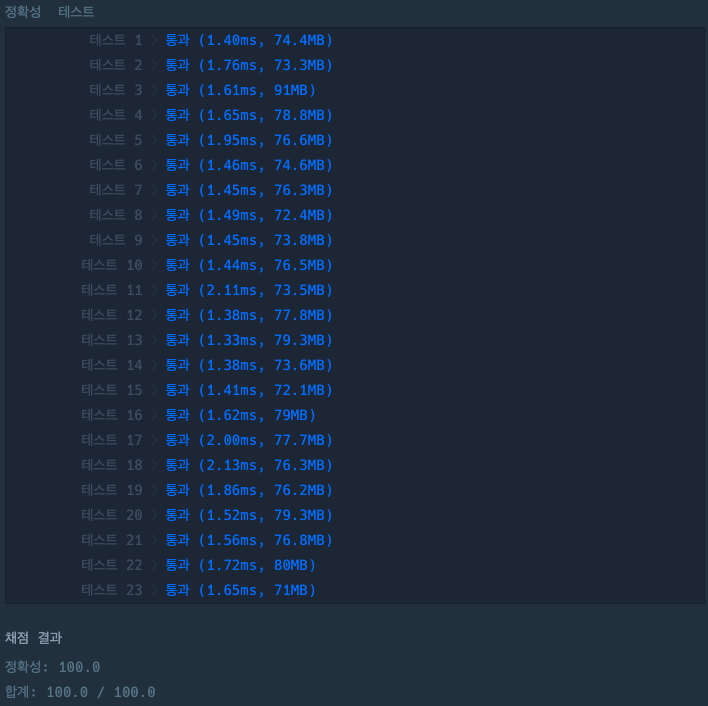 정확성 테스트
테스트 1 〉 통과 (1.40ms, 74.4MB)
테스트 2 〉 통과 (1.76ms, 73.3MB)
테스트 3 〉 통과 (1.61ms, 91MB)
테스트 4 〉 통과 (1.65ms, 78.8MB)
테스트 5 〉 통과 (1.95ms, 76.6MB)
테스트 6 〉 통과 (1.46ms, 74.6MB)
테스트 7 〉 통과 (1.45ms, 76.3MB)
테스트 8 〉 통과 (1.49ms, 72.4MB)
테스트 9 〉 통과 (1.45ms, 73.8MB)
테스트 10 〉 통과 (1.44ms, 76.5MB)
테스트 11 〉 통과 (2.11ms, 73.5MB)
테스트 12 〉 통과 (1.38ms, 77.8MB)
테스트 13 〉 통과 (1.33ms, 79.3MB)
테스트 14 〉 통과 (1.38ms, 73.6MB)
테스트 15 〉 통과 (1.41ms, 72.1MB)
테스트 16 〉 통과 (1.62ms, 79MB)
테스트 17 〉 통과 (2.00ms, 77.7MB)
테스트 18 〉 통과 (2.13ms, 76.3MB)
테스트 19 〉 통과 (1.86ms, 76.2MB)
테스트 20 〉 통과 (1.52ms, 79.3MB)
테스트 21 〉 통과 (1.56ms, 76.8MB)
테스트 22 〉 통과 (1.72ms, 80MB)
테스트 23 〉 통과 (1.65ms, 71MB)
채점 결과
정확성: 100.0
합계: 100.0 / 100.0